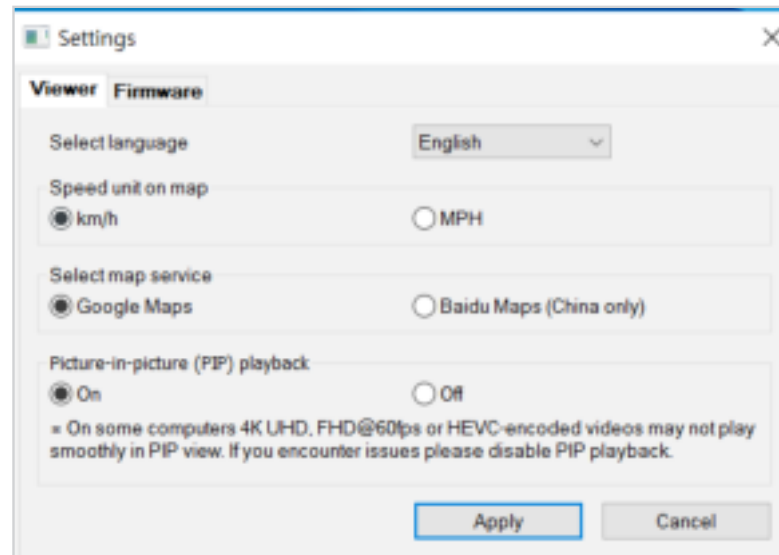 Settings
Viewer Firmware
Select language English
Speed unit on map
km/h MPH
Select map service
Google Maps Baidu Maps (China only)
Picture-in-picture (PIP) playback
On Off
* On some computers 4K UHD, FHD@60fps or HEVC-encoded videos may not play
smoothly in PIP view. If you encounter issues please disable PIP playback.
Apply Cancel